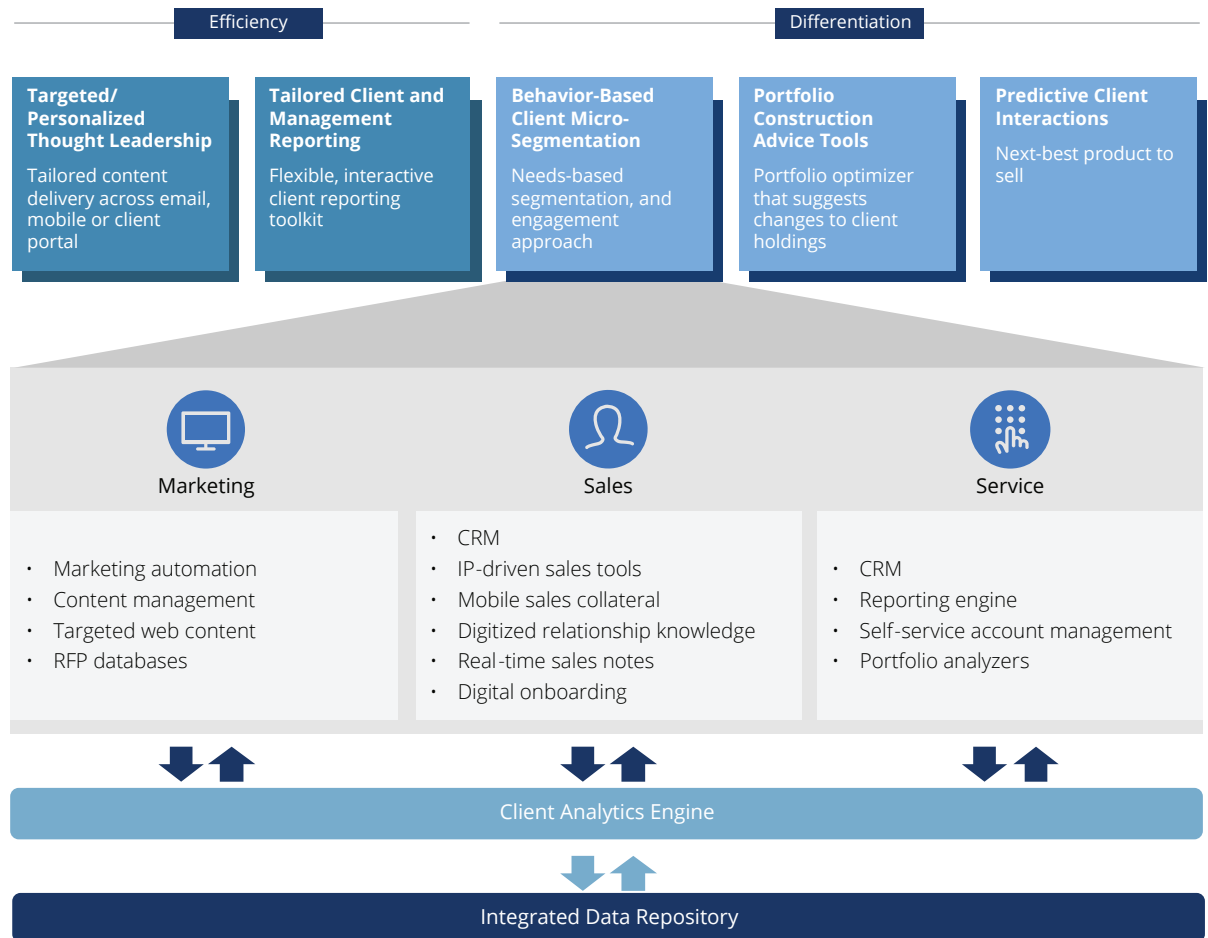 Efficiency
Differentiation
Targeted/
Personalized
Thought Leadership
Tailored content
delivery across email,
mobile or client
portal
Tailored Client and
Management
Reporting
Flexible, interactive
client reporting
toolkit
Behavior-Based
Client Micro-
Segmentation
Needs-based
segmentation, and
engagement
approach
Portfolio
Construction
Advice Tools
Portfolio optimizer
that suggests
changes to client
holdings
Predictive Client
Interactions
Next-best product to
sell
Marketing
• Marketing automation
• Content management
• Targeted web content
• RFP databases
Sales
• CRM
• IP-driven sales tools
• Mobile sales collateral
• Digitized relationship knowledge
• Real-time sales notes
• Digital onboarding
Service
• CRM
• Reporting engine
• Self-service account management
• Portfolio analyzers
Client Analytics Engine
Integrated Data Repository